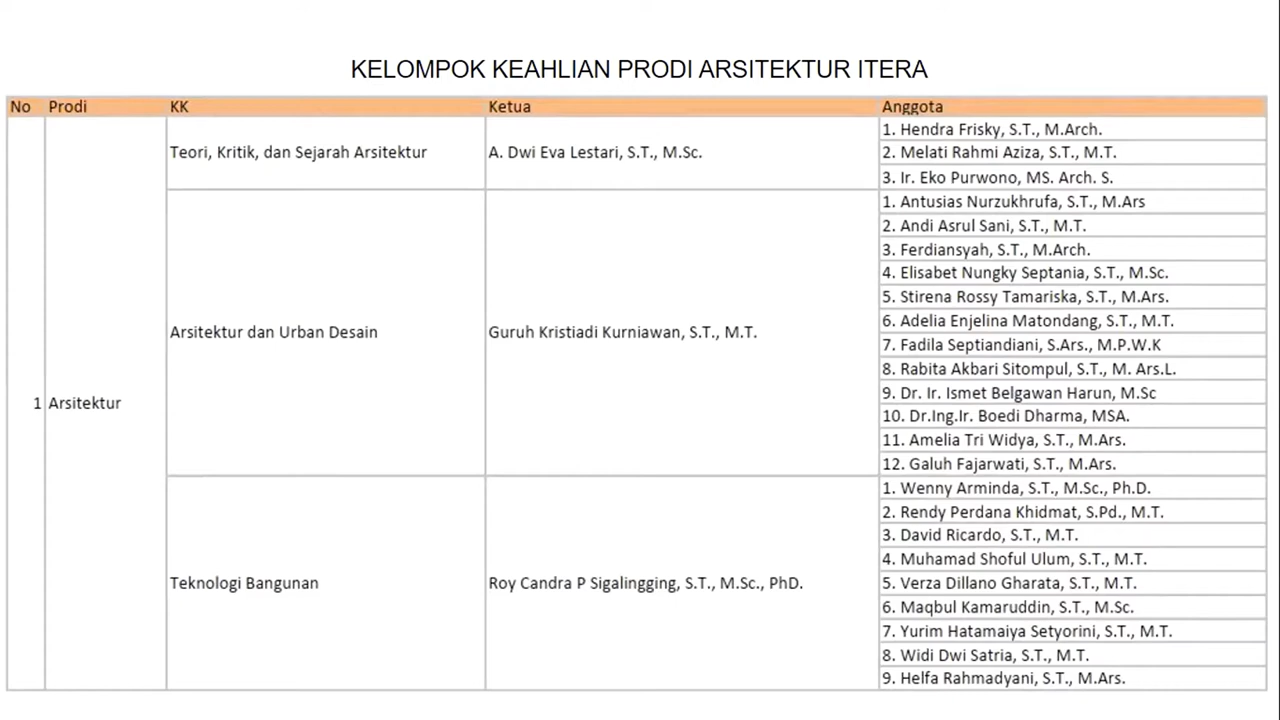 KELOMPOK KEAHLIAN PRODI ARSITEKTUR ITERA
No Prodi KK Ketua Anggota
1 Arsitektur
Teori, Kritik, dan Sejarah Arsitektur
A. Dwi Eva Lestari, S.T., M.Sc.
1. Hendra Frisky, S.T., M.Arch.
2. Melati Rahmi Aziza, S.T., M.T.
3. Ir. Eko Purwono, MS. Arch. S.
Arsitektur dan Urban Desain
Guruh Kristiadi Kurniawan, S.T., M.T.
1. Antusias Nurzukhrufa, S.T., M.Ars
2. Andi Asrul Sani, S.T., M.T.
3. Ferdiansyah, S.T., M.Arch.
4. Elisabet Nungky Septania, S.T., M.Sc.
5. Stirena Rossy Tamariska, S.T., M.Ars.
6. Adelia Enjelina Matondang, S.T., M.T.
7. Fadila Septiandiani, S.Ars., M.P.W.K
8. Rabita Akbari Sitompul, S.T., M. Ars.L.
9. Dr. Ir. Ismet Belgawan Harun, M.Sc
10. Dr.Ing.Ir. Boedi Dharma, MSA.
11. Amelia Tri Widya, S.T., M.Ars.
12. Galuh Fajarwati, S.T., M.Ars.
Teknologi Bangunan
Roy Candra P Sigalingging, S.T., M.Sc., PhD.
1. Wenny Arminda, S.T., M.Sc., Ph.D.
2. Rendy Perdana Khidmat, S.Pd., M.T.
3. David Ricardo, S.T., M.T.
4. Muhamad Shoful Ulum, S.T., M.T.
5. Verza Dillano Gharata, S.T., M.T.
6. Maqbul Kamaruddin, S.T., M.Sc.
7. Yurim Hatamaiya Setyorini, S.T., M.T.
8. Widi Dwi Satria, S.T., M.T.
9. Helfa Rahmadyani, S.T., M.Ars.